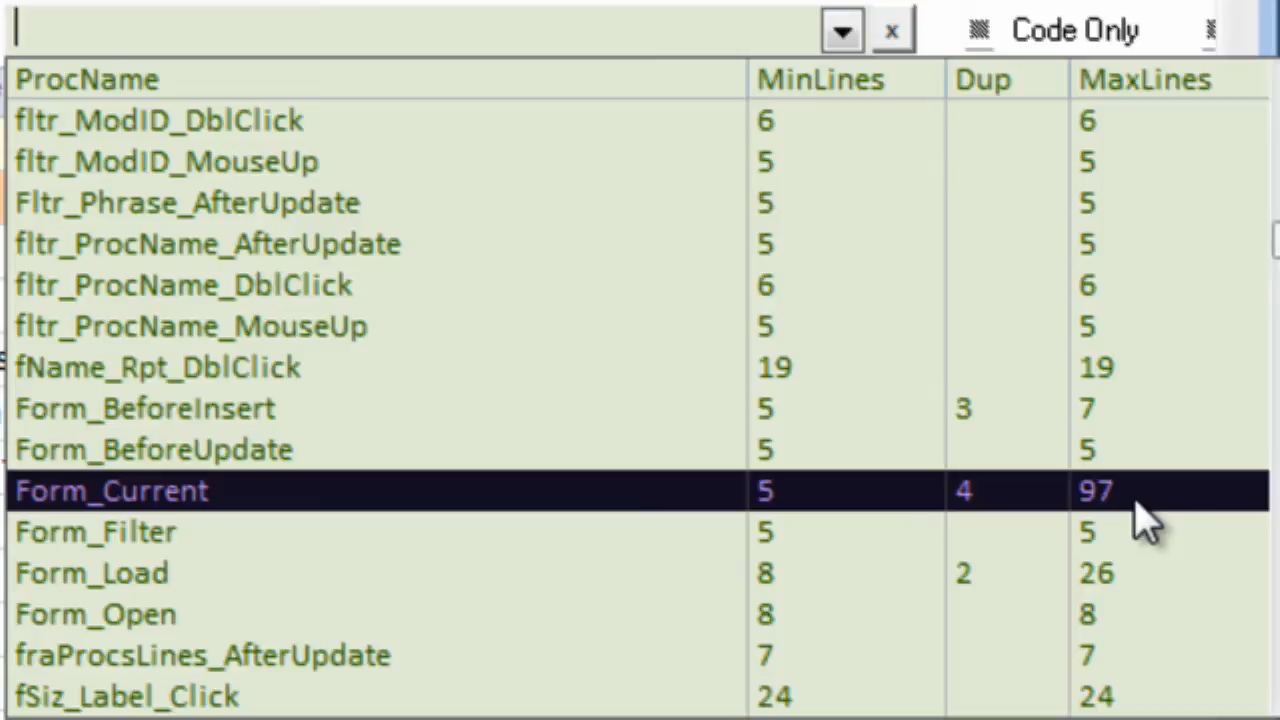 x Code Only
ProcName MinLines Dup MaxLines
fltr_ModID_DblClick 6 6
fltr_ModID_MouseUp 5 5
Fltr_Phrase_AfterUpdate 5 5
fltr_ProcName_AfterUpdate 5 5
fltr_ProcName_DblClick 6 6
fltr_ProcName_MouseUp 5 5
fName_Rpt_DblClick 19 19
Form_BeforeInsert 5 3 7
Form_BeforeUpdate 5 5
Form_Current 5 4 97
Form_Filter 5 5
Form_Load 8 2 26
Form_Open 8 8
fraProcsLines_AfterUpdate 7 7
fSiz_Label_Click 24 24